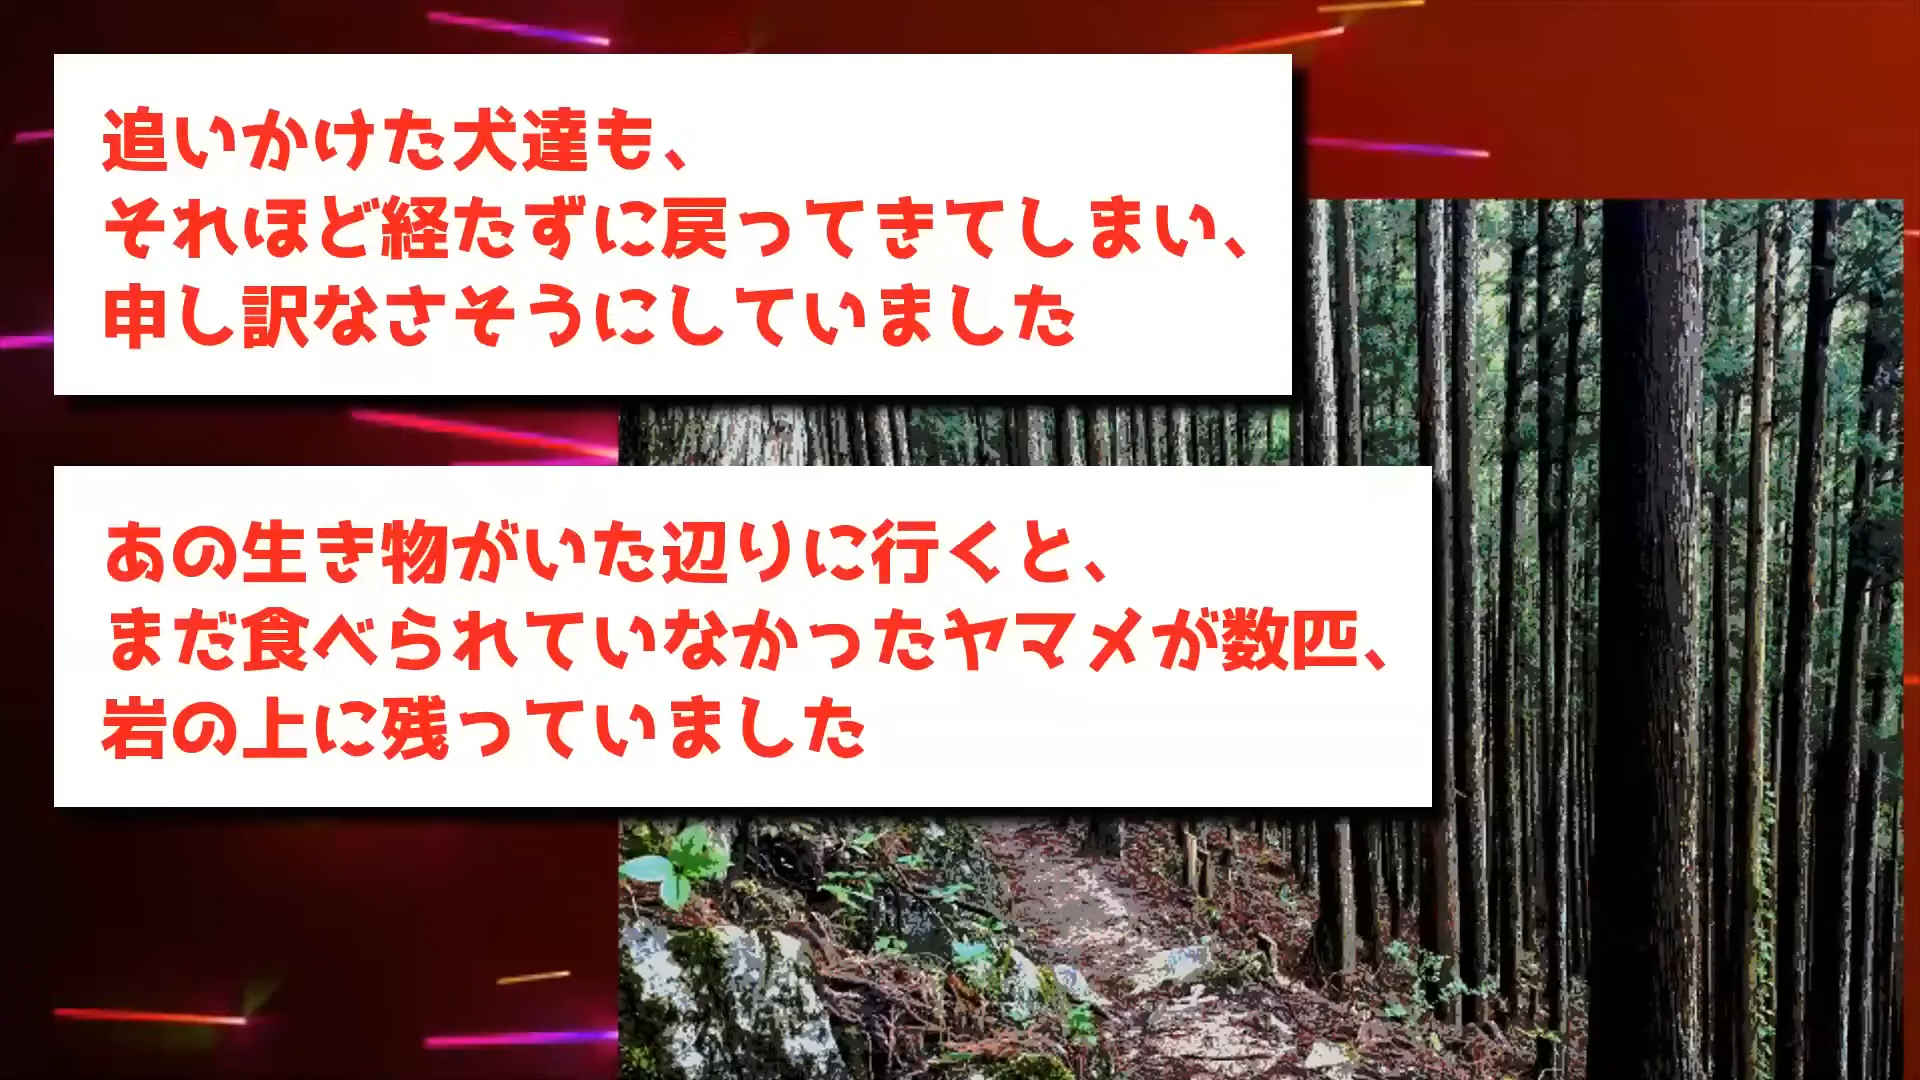 追いかけた犬達も、
それほど経たずに戻ってきてしまい、
申し訳なさそうにしていました
あの生き物がいた辺りに行くと、
まだ食べられていなかったヤマメが数匹、
岩の上に残っていました